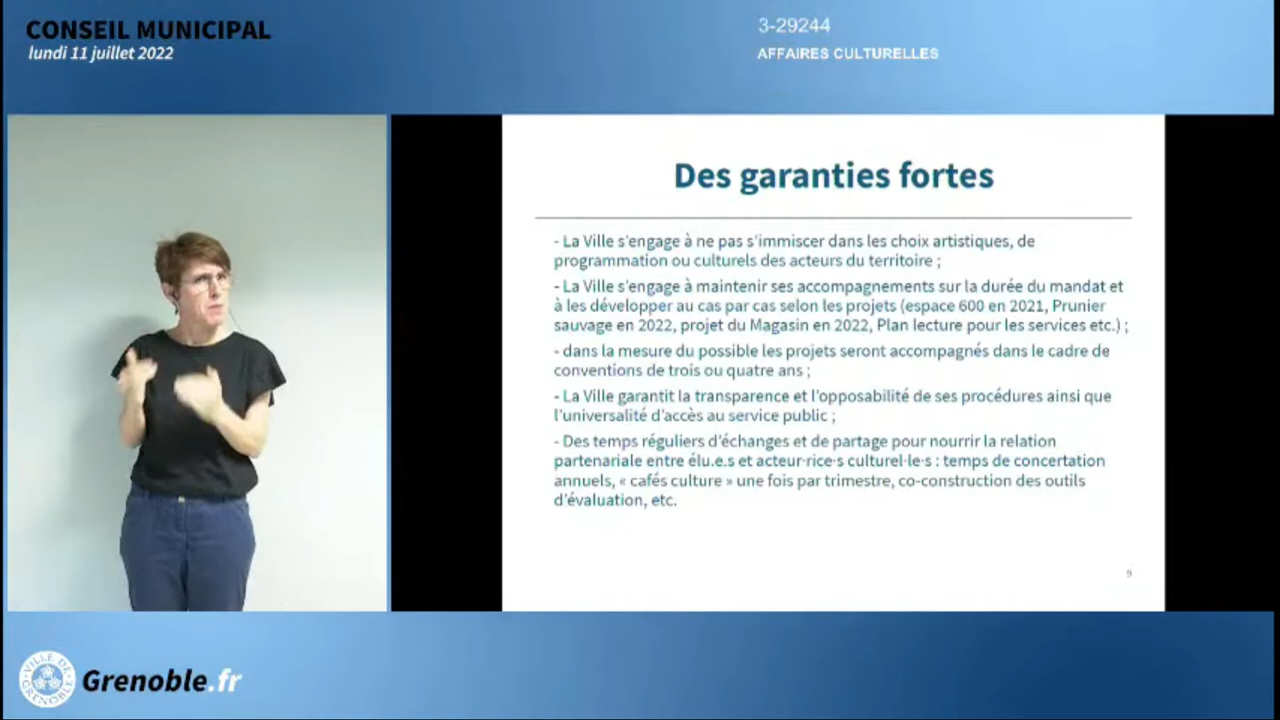 CONSEIL MUNICIPAL
lundi 11 juillet 2022
3-29244
AFFAIRES CULTURELLES
Des garanties fortes
- La Ville s'engage à ne pas s'immiscer dans les choix artistiques, de
programmation ou culturels des acteurs du territoire ;
- La Ville s'engage à maintenir ses accompagnements sur la durée du mandat et
à les développer au cas par cas selon les projets (espace 600 en 2021, Prunier
sauvage en 2022, projet du Magasin en 2022, Plan lecture pour les services etc.) ;
- dans la mesure du possible les projets seront accompagnés dans le cadre de
conventions de trois ou quatre ans ;
- La Ville garantit la transparence et l'opposabilité de ses procédures ainsi que
l'universalité d'accès au service public ;
- Des temps réguliers d'échanges et de partage pour nourrir la relation
partenariale entre élu.e.s et acteur·rice·s culturel·le·s : temps de concertation
annuels, « cafés culture » une fois par trimestre, co-construction des outils
d'évaluation, etc.
9
VILLE DE
GRENOBLE
Grenoble.fr